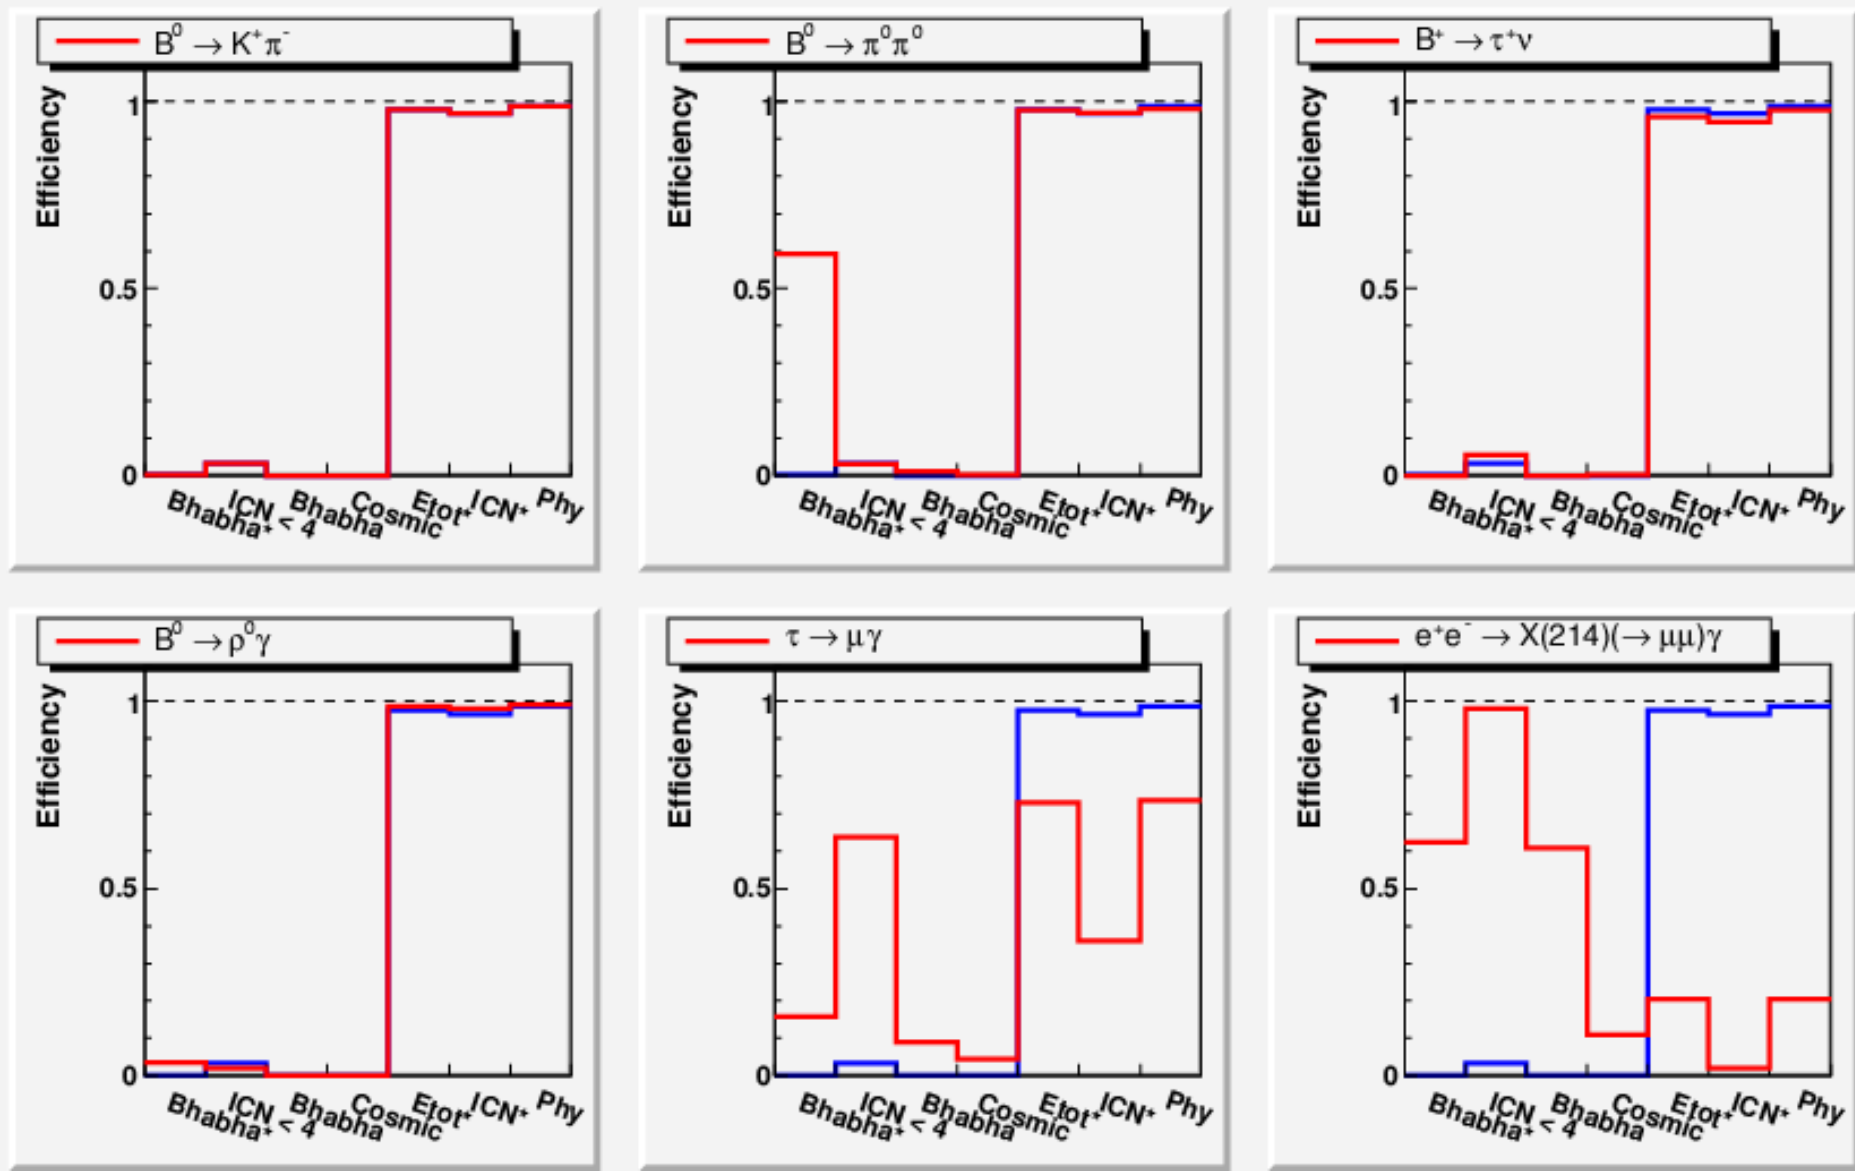 B⁰ → K⁺π⁻
Efficiency
1
0.5
0
Bhabha*
ICN < 4
Bhabha
Cosmic
Etot*
ICN*
Phy
B⁰ → π⁰π⁰
Efficiency
1
0.5
0
Bhabha*
ICN < 4
Bhabha
Cosmic
Etot*
ICN*
Phy
B⁺ → τ⁺ν
Efficiency
1
0.5
0
Bhabha*
ICN < 4
Bhabha
Cosmic
Etot*
ICN*
Phy
B⁰ → ρ⁰γ
Efficiency
1
0.5
0
Bhabha*
ICN < 4
Bhabha
Cosmic
Etot*
ICN*
Phy
τ → μγ
Efficiency
1
0.5
0
Bhabha*
ICN < 4
Bhabha
Cosmic
Etot*
ICN*
Phy
e⁺e⁻ → X(214)(→ μμ)γ
Efficiency
1
0.5
0
Bhabha*
ICN < 4
Bhabha
Cosmic
Etot*
ICN*
Phy